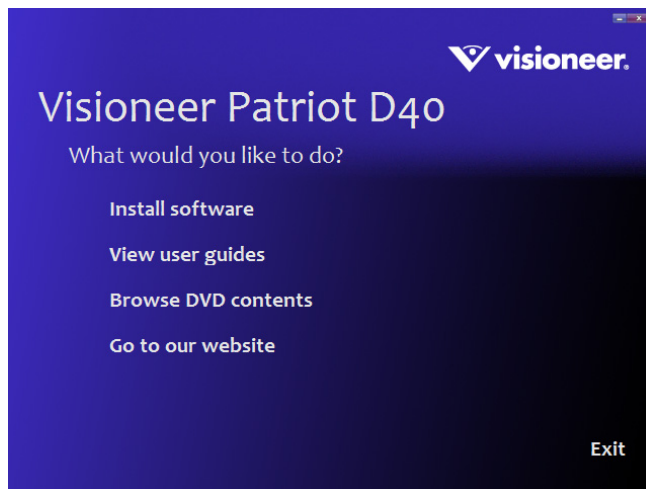 visioneer.
Visioneer Patriot D40
What would you like to do?
Install software
View user guides
Browse DVD contents
Go to our website
Exit